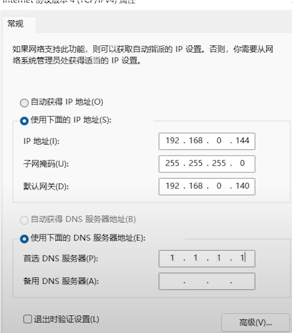 Internet 协议版本 4 (TCP/IPv4) 属性
常规
如果网络支持此功能，则可以获取自动指派的 IP 设置。否则，你需要从网
络系统管理员处获得适当的 IP 设置。
自动获得 IP 地址(O)
使用下面的 IP 地址(S):
IP 地址(I): 192 . 168 . 0 . 144
子网掩码(U): 255 . 255 . 255 . 0
默认网关(D): 192 . 168 . 0 . 140
自动获得 DNS 服务器地址(B)
使用下面的 DNS 服务器地址(E):
首选 DNS 服务器(P): 1 . 1 . 1 . 1
备用 DNS 服务器(A): . . .
退出时验证设置(L)
高级(V)...